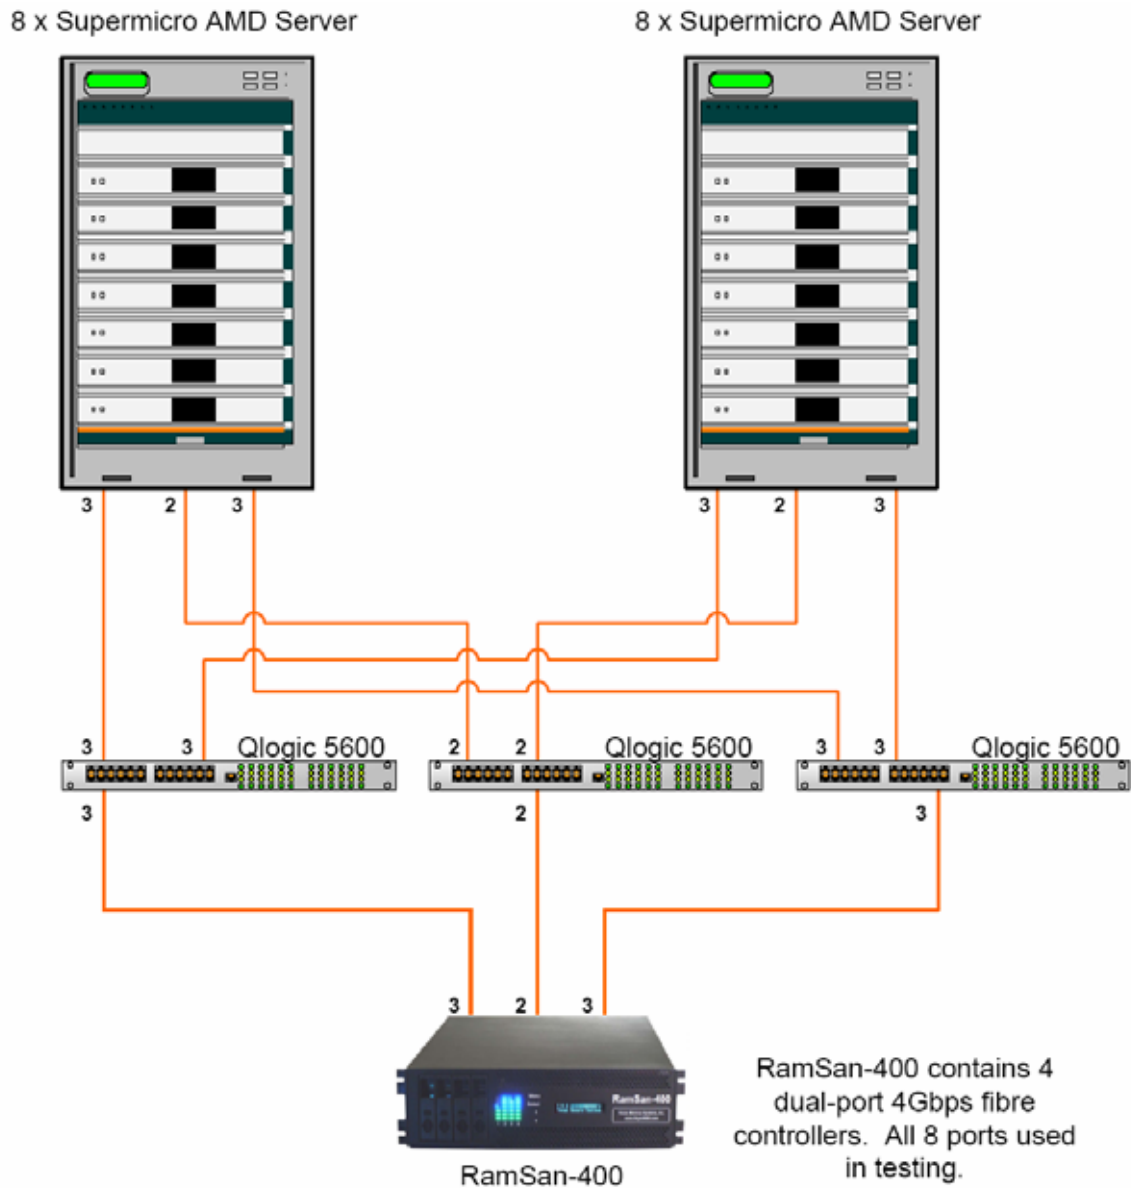 8 x Supermicro AMD Server
8 x Supermicro AMD Server
3
2
3
3
2
3
3
3
Qlogic 5600
2
2
Qlogic 5600
3
3
Qlogic 5600
3
2
3
3
2
3
RamSan-400
RamSan-400
RamSan-400 contains 4
dual-port 4Gbps fibre
controllers. All 8 ports used
in testing.